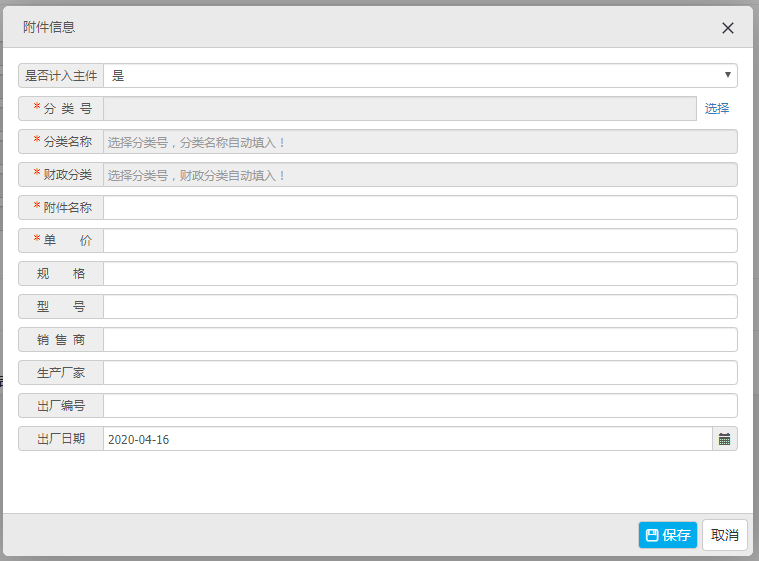 附件信息
是否计入主件 是
* 分 类 号 选择
* 分类名称 选择分类号，分类名称自动填入！
* 财政分类 选择分类号，财政分类自动填入！
* 附件名称
* 单 价
规 格
型 号
销 售 商
生产厂家
出厂编号
出厂日期 2020-04-16
保存 取消